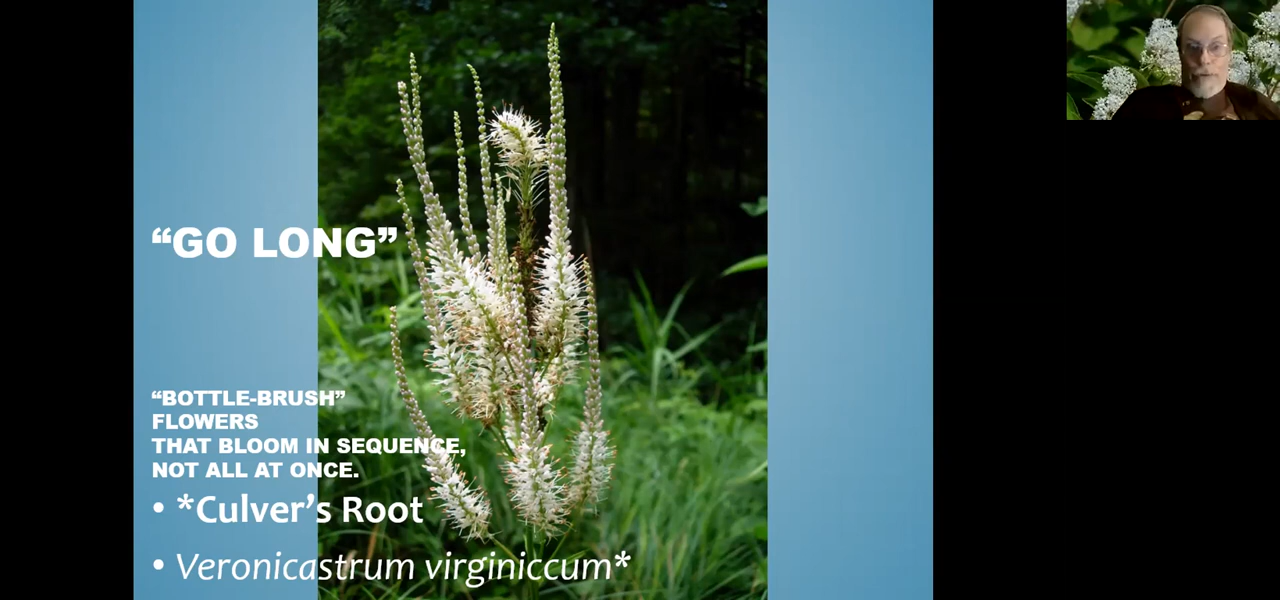 “GO LONG”
“BOTTLE-BRUSH”
FLOWERS
THAT BLOOM IN SEQUENCE,
NOT ALL AT ONCE.
• *Culver’s Root
• Veronicastrum virginiccum*